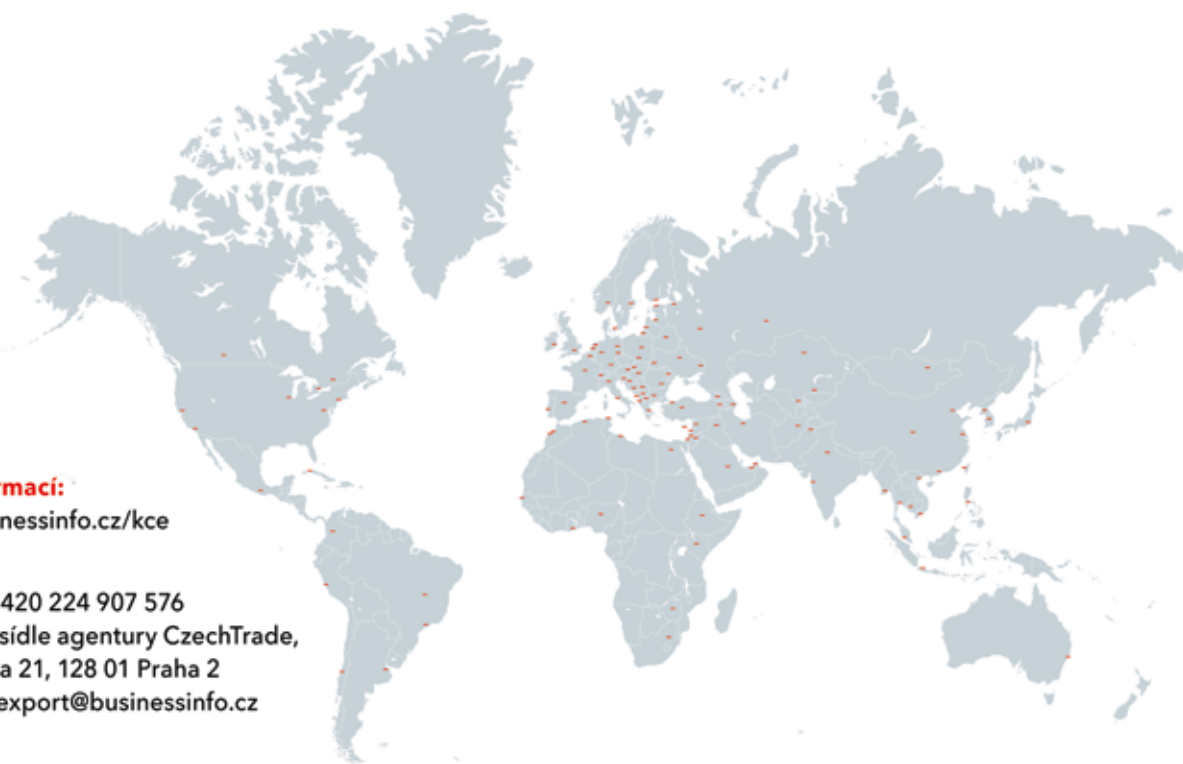 rmací:
nessinfo.cz/kce
420 224 907 576
sídle agentury CzechTrade,
a 21, 128 01 Praha 2
export@businessinfo.cz